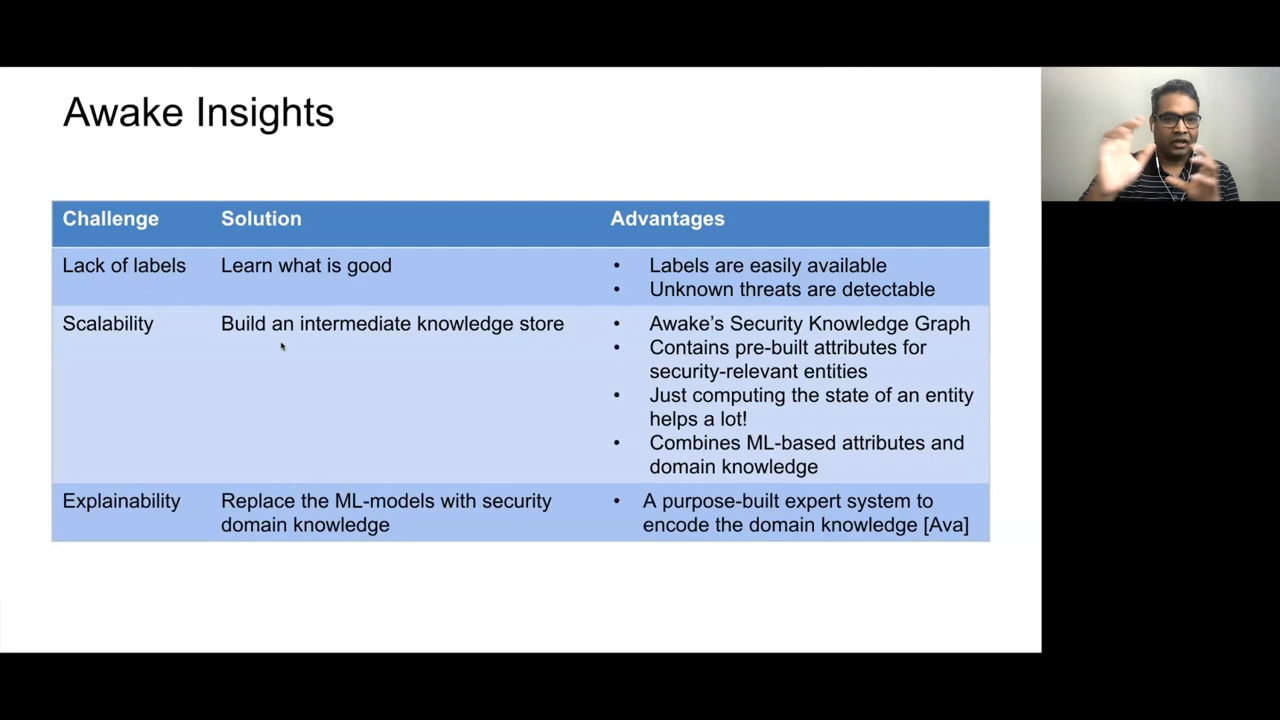 Awake Insights
Challenge Solution Advantages
Lack of labels Learn what is good • Labels are easily available
• Unknown threats are detectable
Scalability Build an intermediate knowledge store • Awake's Security Knowledge Graph
• Contains pre-built attributes for
security-relevant entities
• Just computing the state of an entity
helps a lot!
• Combines ML-based attributes and
domain knowledge
Explainability Replace the ML-models with security • A purpose-built expert system to
domain knowledge encode the domain knowledge [Ava]